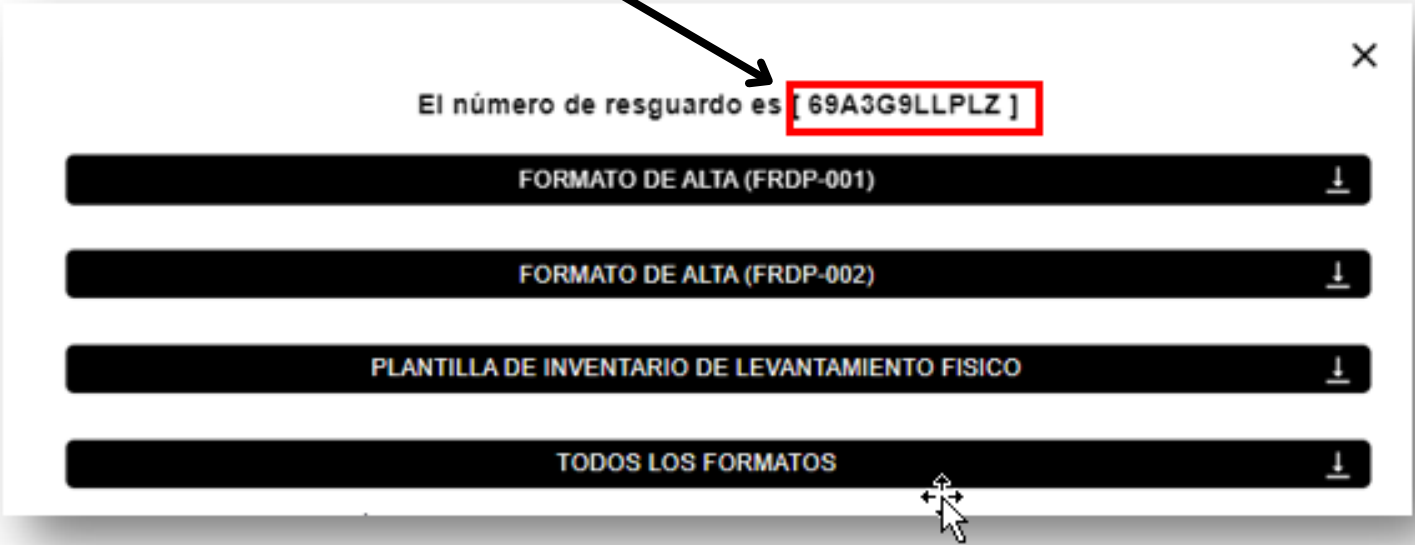 El número de resguardo es [ 69A3G9LLPLZ ]
FORMATO DE ALTA (FRDP-001)
FORMATO DE ALTA (FRDP-002)
PLANTILLA DE INVENTARIO DE LEVANTAMIENTO FISICO
TODOS LOS FORMATOS